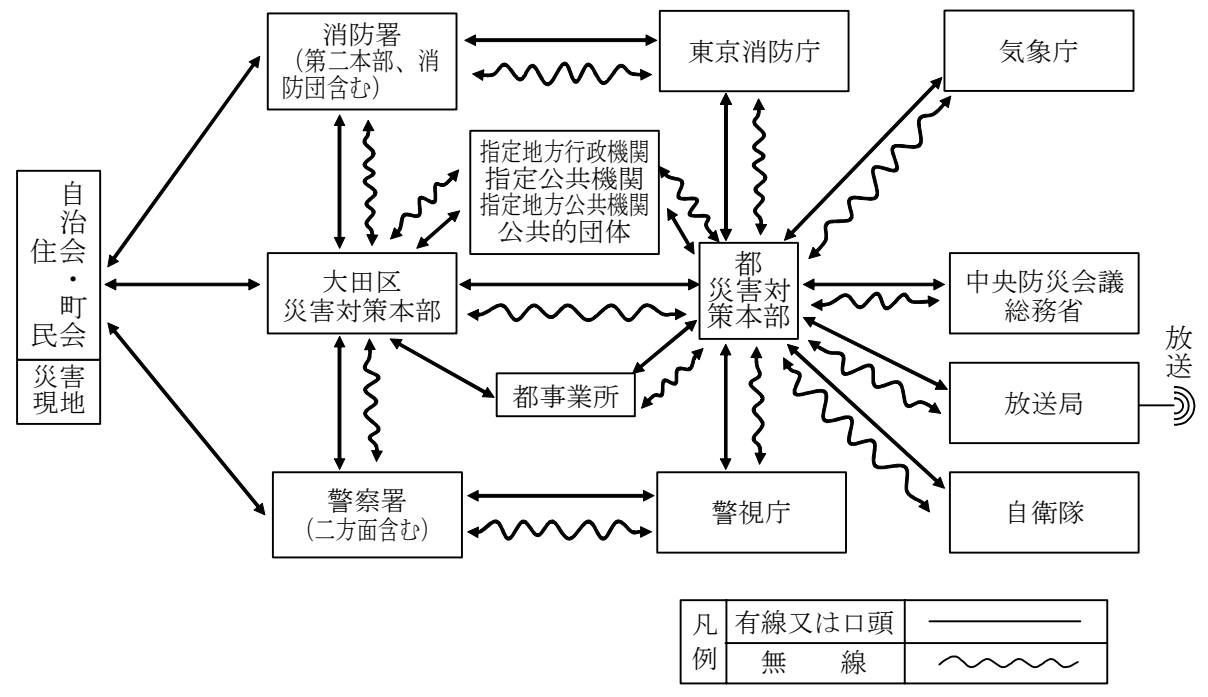 消防署
（第二本部、消
防団含む）
東京消防庁
気象庁
指定地方行政機関
指定公共機関
指定地方公共機関
公共的団体
自治会・町会
住民
災害
現地
大田区
災害対策本部
都
災害対
策本部
中央防災会議
総務省
都事業所
放送局
放送
警察署
（二方面含む）
警視庁
自衛隊
凡例
有線又は口頭
無線